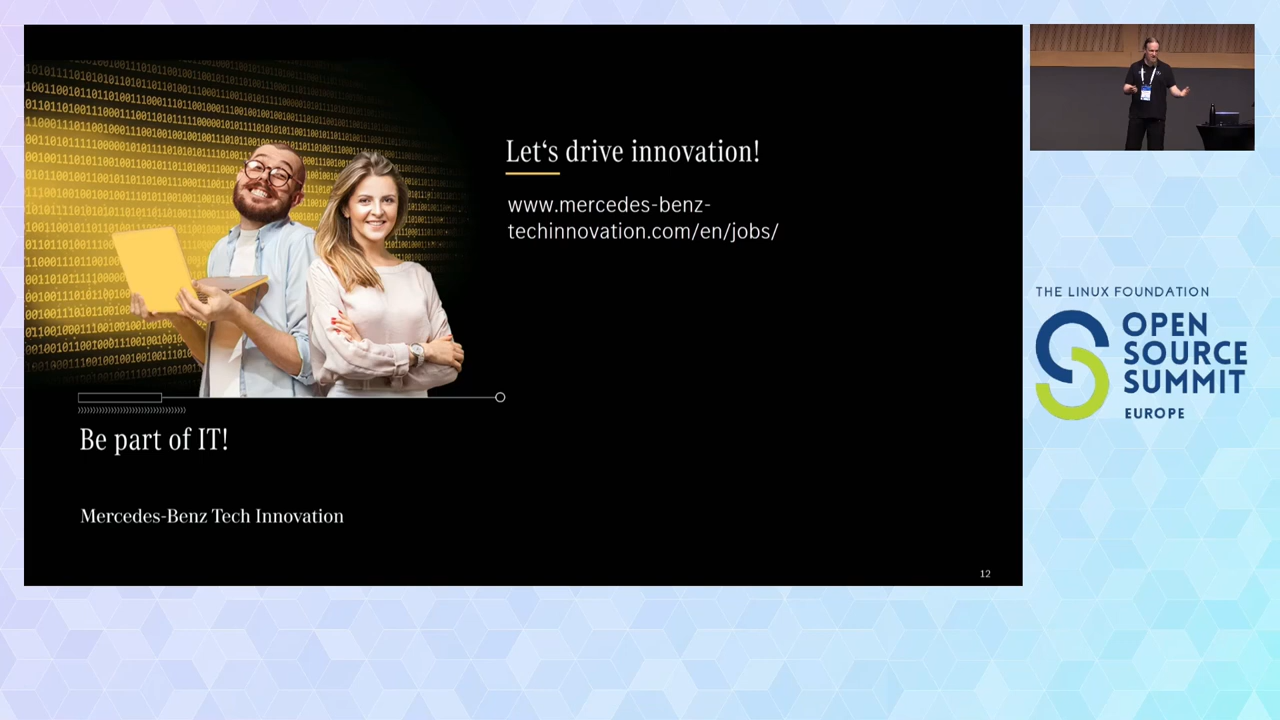 Let‘s drive innovation!
www.mercedes-benz-
techinnovation.com/en/jobs/
Be part of IT!
Mercedes-Benz Tech Innovation
12
THE LINUX FOUNDATION
OPEN
SOURCE
SUMMIT
EUROPE